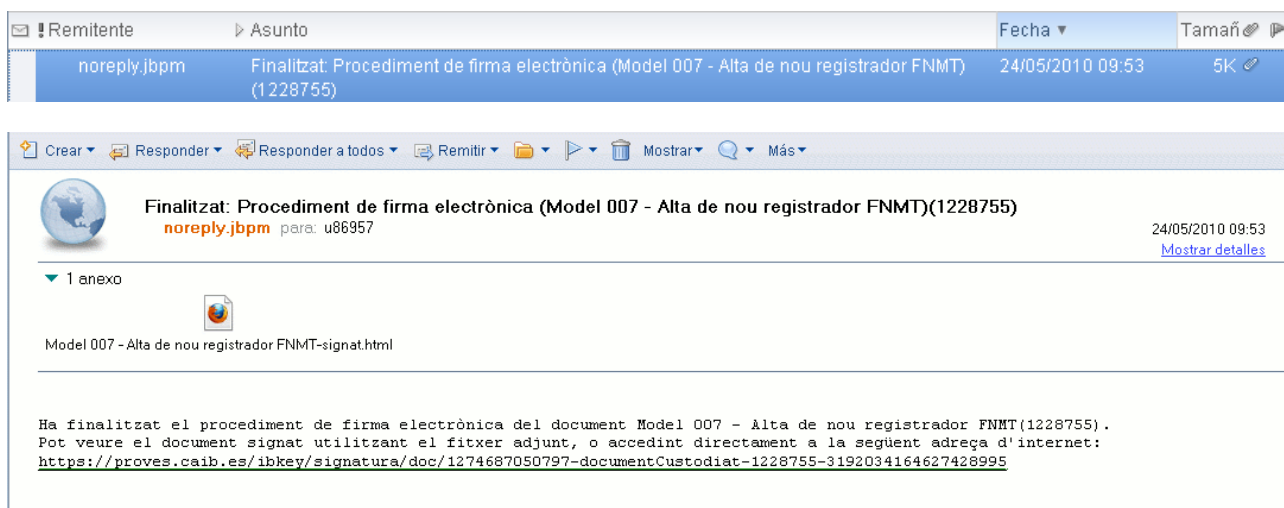 Remitente Asunto Fecha Tamañ
noreply.jbpm Finalitzat: Procediment de firma electrònica (Model 007 - Alta de nou registrador FNMT) 24/05/2010 09:53 5K
(1228755)
Crear Responder Responder a todos Remitir Mostrar Más
Finalitzat: Procediment de firma electrònica (Model 007 - Alta de nou registrador FNMT)(1228755)
noreply.jbpm para: u86957
24/05/2010 09:53
Mostrar detalles
1 anexo
Model 007 - Alta de nou registrador FNMT-signat.html
Ha finalitzat el procediment de firma electrònica del document Model 007 - Alta de nou registrador FNMT(1228755).
Pot veure el document signat utilitzant el fitxer adjunt, o accedint directament a la següent adreça d'internet:
https://proves.caib.es/ibkey/signatura/doc/1274687050797-documentCustodiat-1228755-3192034164627428995